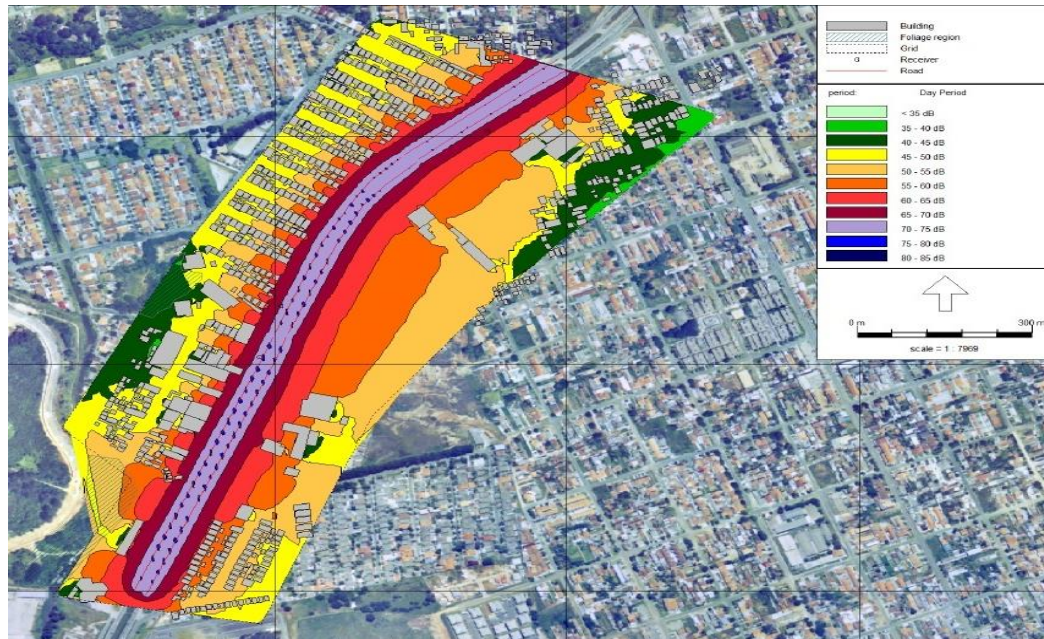 Building
Foliage region
Grid
Receiver
Road
period: Day Period
< 35 dB
35 - 40 dB
40 - 45 dB
45 - 50 dB
50 - 55 dB
55 - 60 dB
60 - 65 dB
65 - 70 dB
70 - 75 dB
75 - 80 dB
80 - 85 dB
0 m 300 m
scale = 1 : 7969